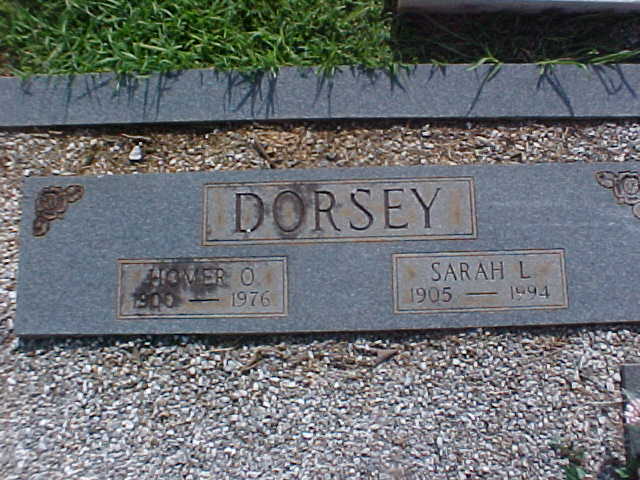 DORSEY
HOMER O.
1900 — 1976
SARAH L.
1905 — 1994